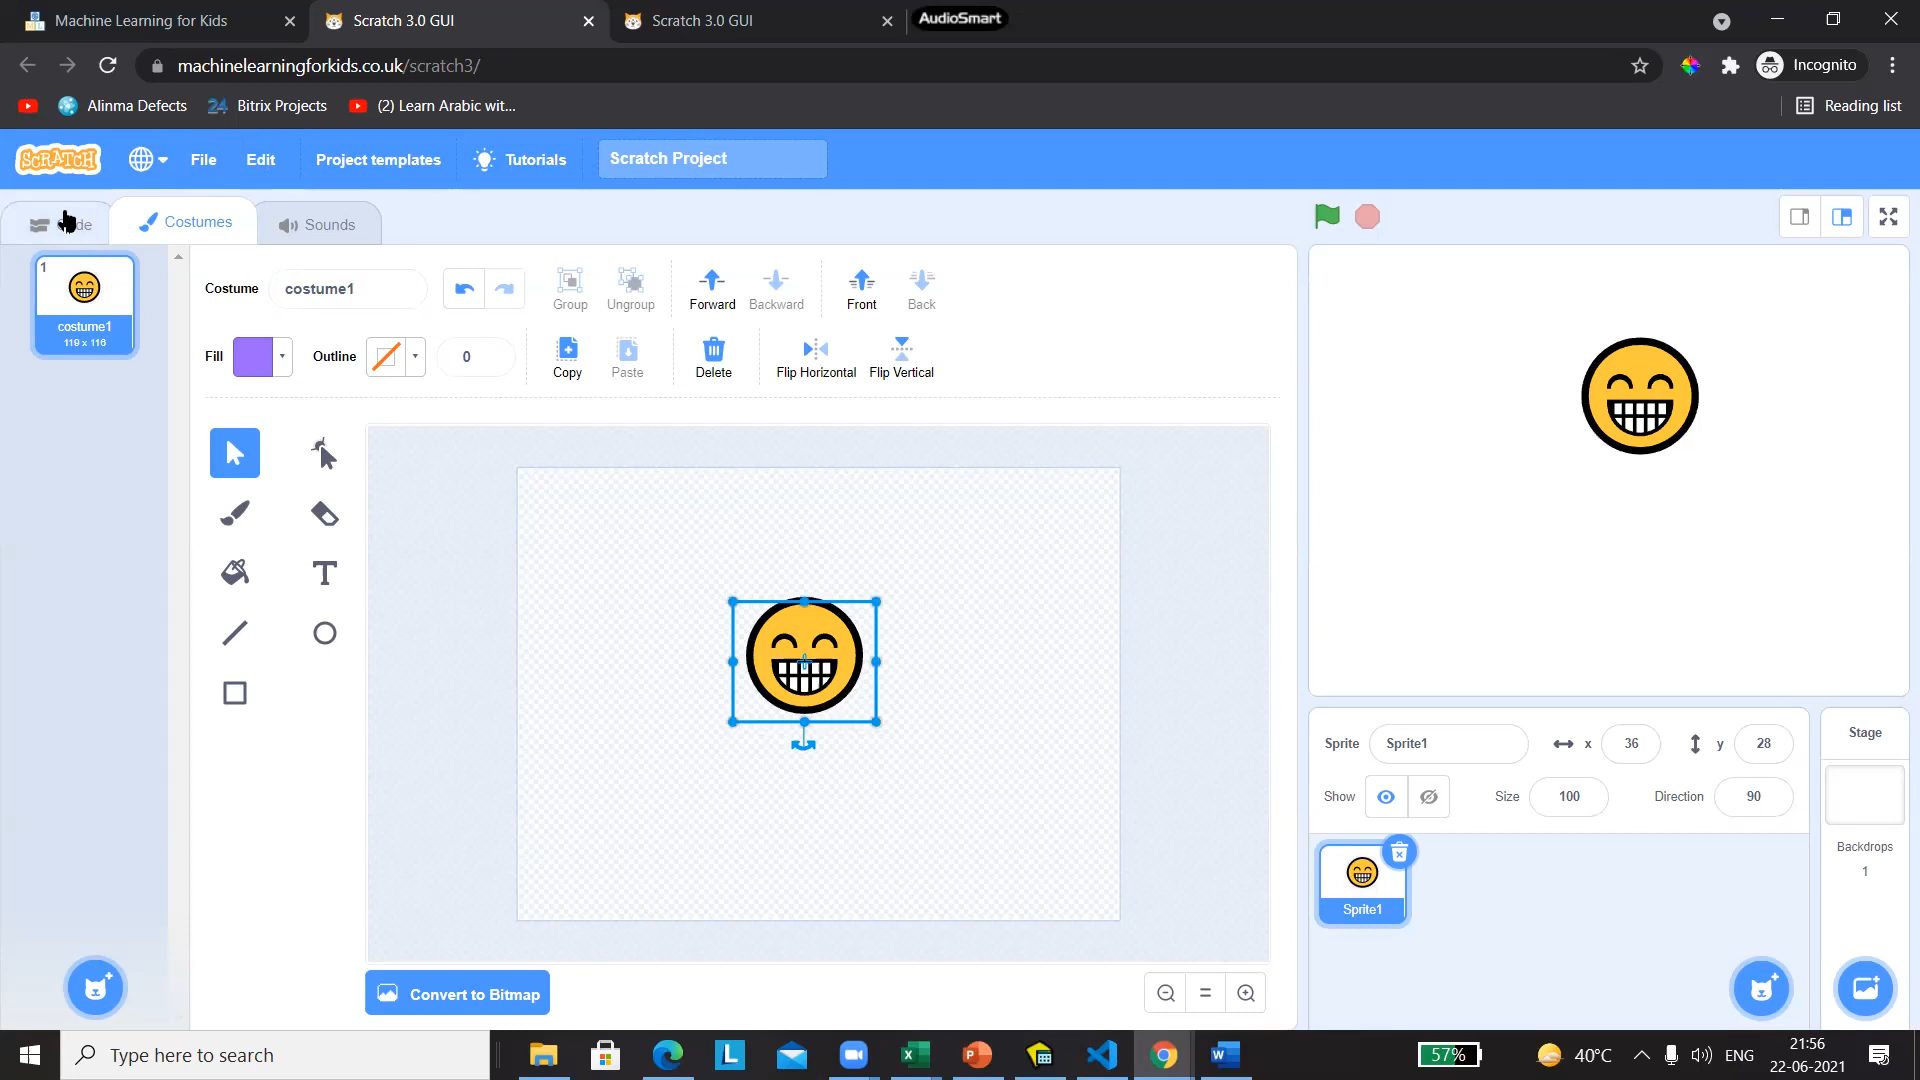 Machine Learning for Kids
Scratch 3.0 GUI
Scratch 3.0 GUI
AudioSmart
machinelearningforkids.co.uk/scratch3/
Incognito
Alinma Defects
24 Bitrix Projects
(2) Learn Arabic wit...
Reading list
SCRATCH
File
Edit
Project templates
Tutorials
Scratch Project
Costumes
Sounds
1
costume1
119 x 116
Costume
costume1
Group
Ungroup
Forward
Backward
Front
Back
Fill
Outline
0
Copy
Paste
Delete
Flip Horizontal
Flip Vertical
T
Convert to Bitmap
Sprite
Sprite1
x
36
y
28
Show
Size
100
Direction
90
Sprite1
Stage
Backdrops
1
Type here to search
57%
40°C
ENG
21:56
22-06-2021